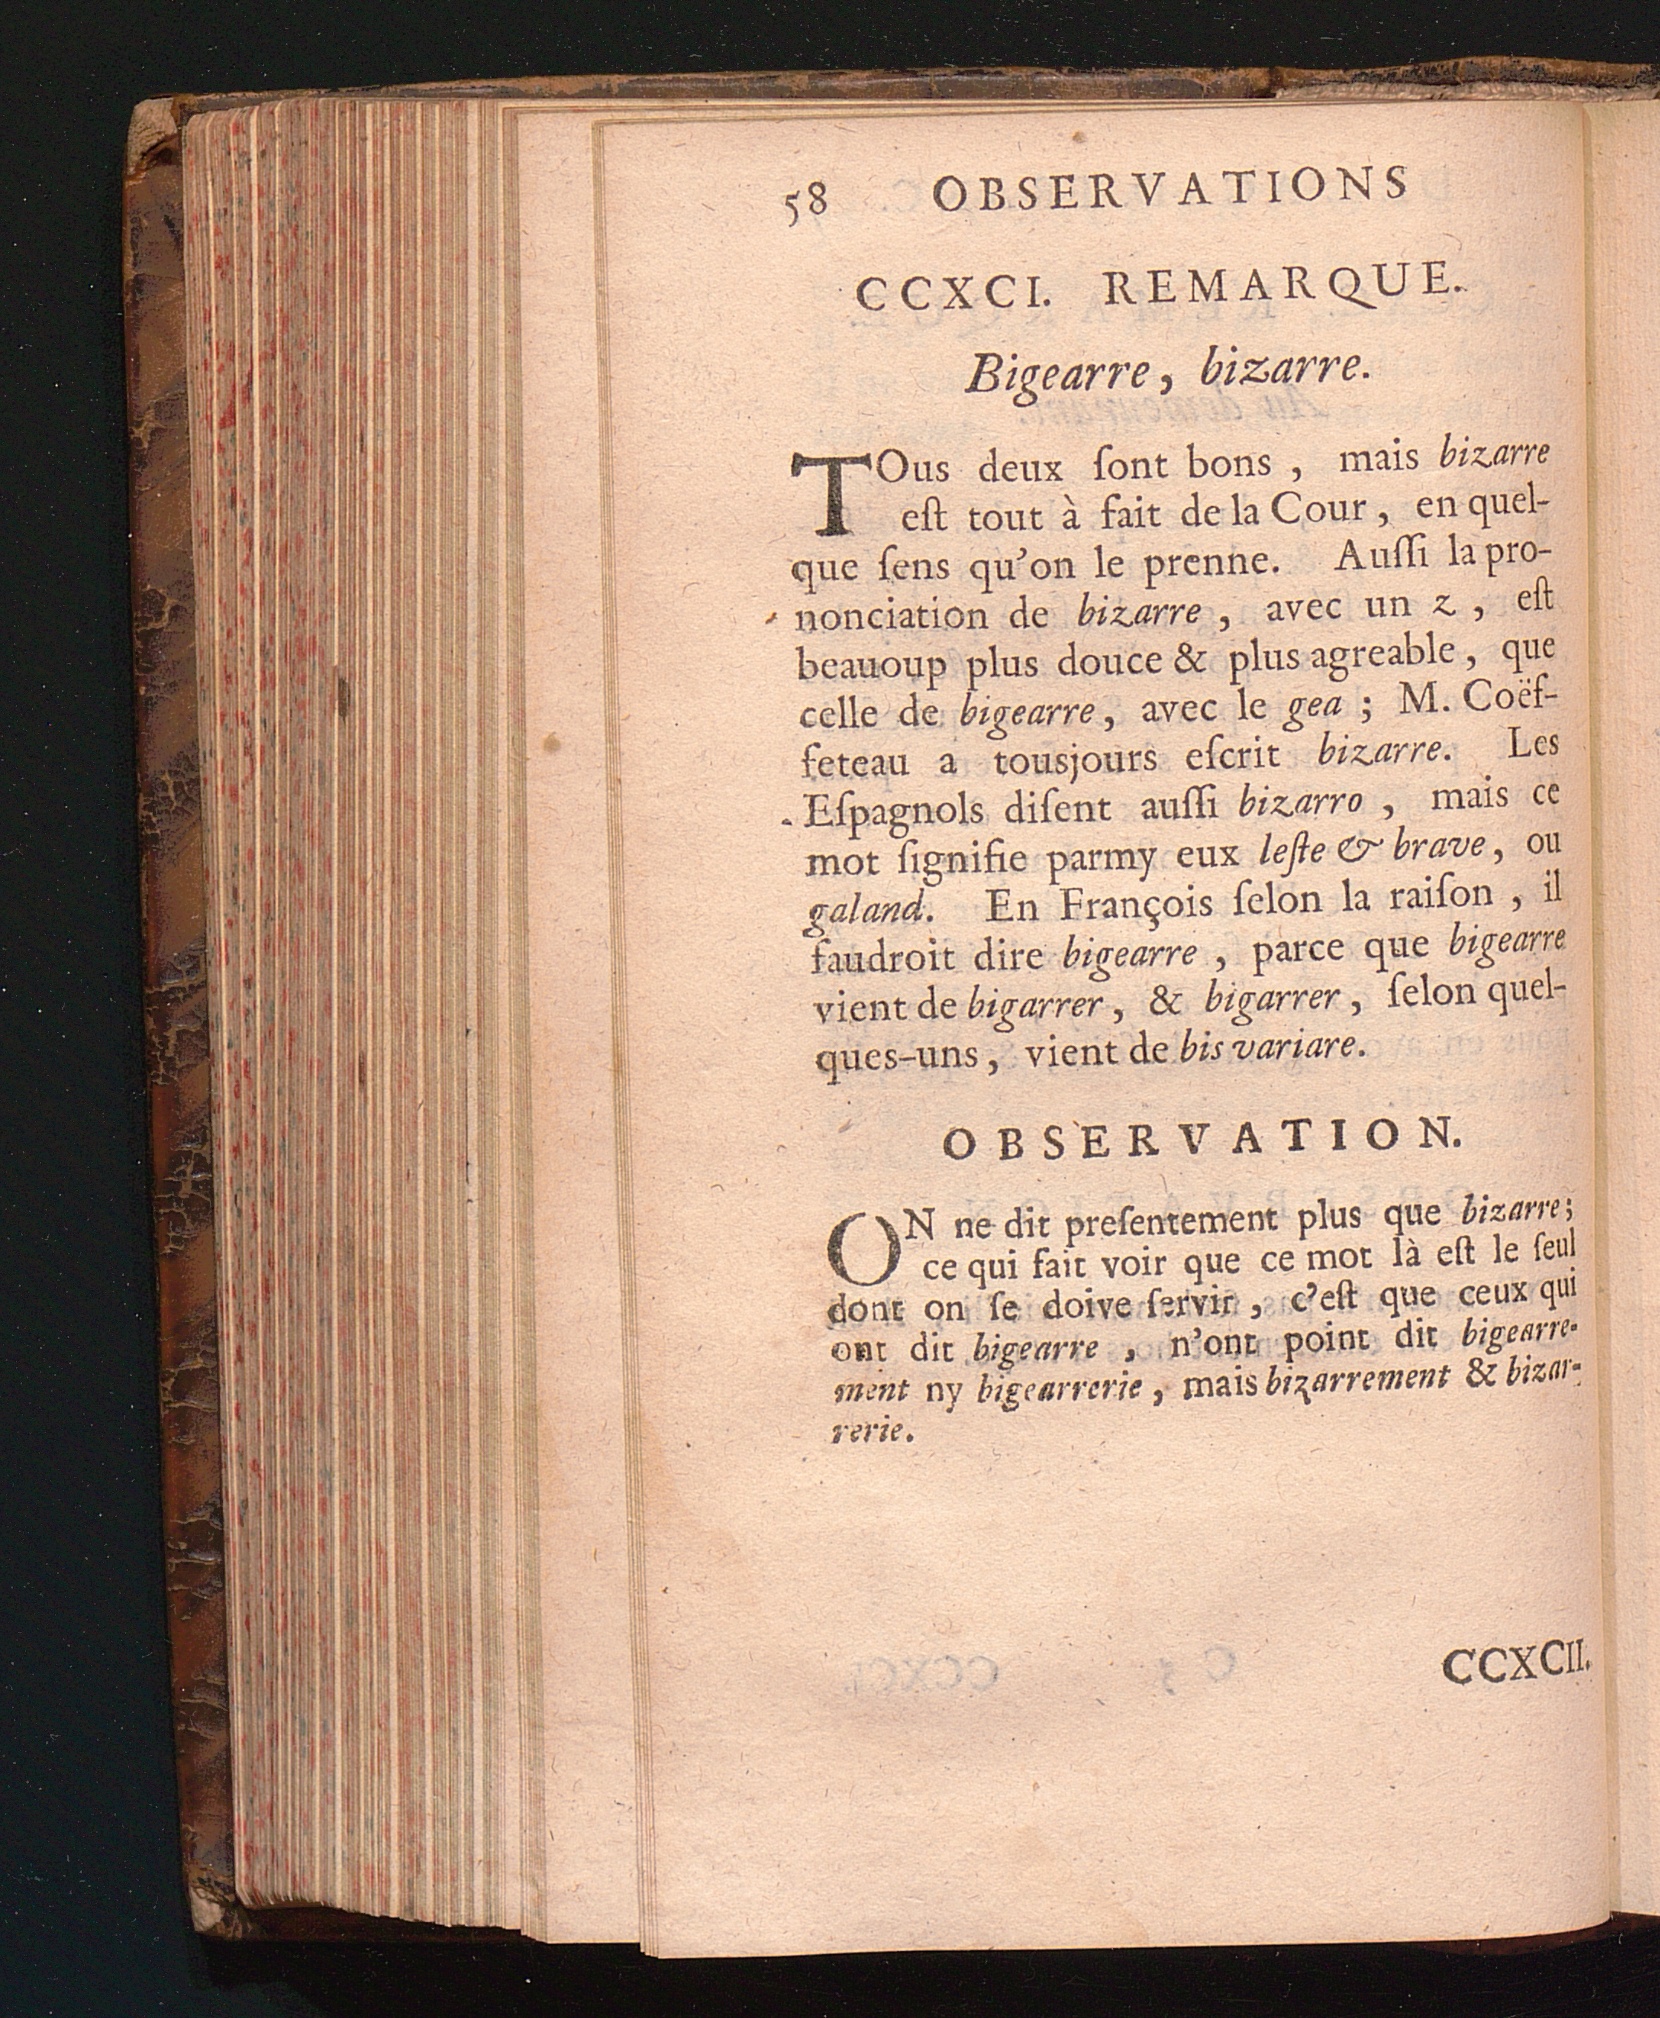 58 OBSERVATIONS
CCXCI. REMARQUE.
Bigearre, bizarre.
TOus deux ſont bons, mais bizarre
eſt tout à fait de la Cour, en quel-
que ſens qu'on le prenne. Auſſi la pro-
nonciation de bizarre, avec un z, eſt
beauoup plus douce & plus agreable, que
celle de bigearre, avec le gea; M. Coëf-
feteau a tousjours eſcrit bizarre. Les
Eſpagnols diſent auſſi bizarro, mais ce
mot ſignifie parmy eux leſte & brave, ou
galand. En François ſelon la raiſon, il
faudroit dire bigearre, parce que bigearre
vient de bigarrer, & bigarrer, ſelon quel-
ques-uns, vient de bis variare.
OBSERVATION.
ON ne dit preſentement plus que bizarre;
ce qui fait voir que ce mot là eſt le ſeul
dont on ſe doive ſervir, c'eſt que ceux qui
ont dit bigearre, n'ont point dit bigearre-
ment ny bigearrerie, mais bizarrement & bizar-
rerie.
CCXCII.